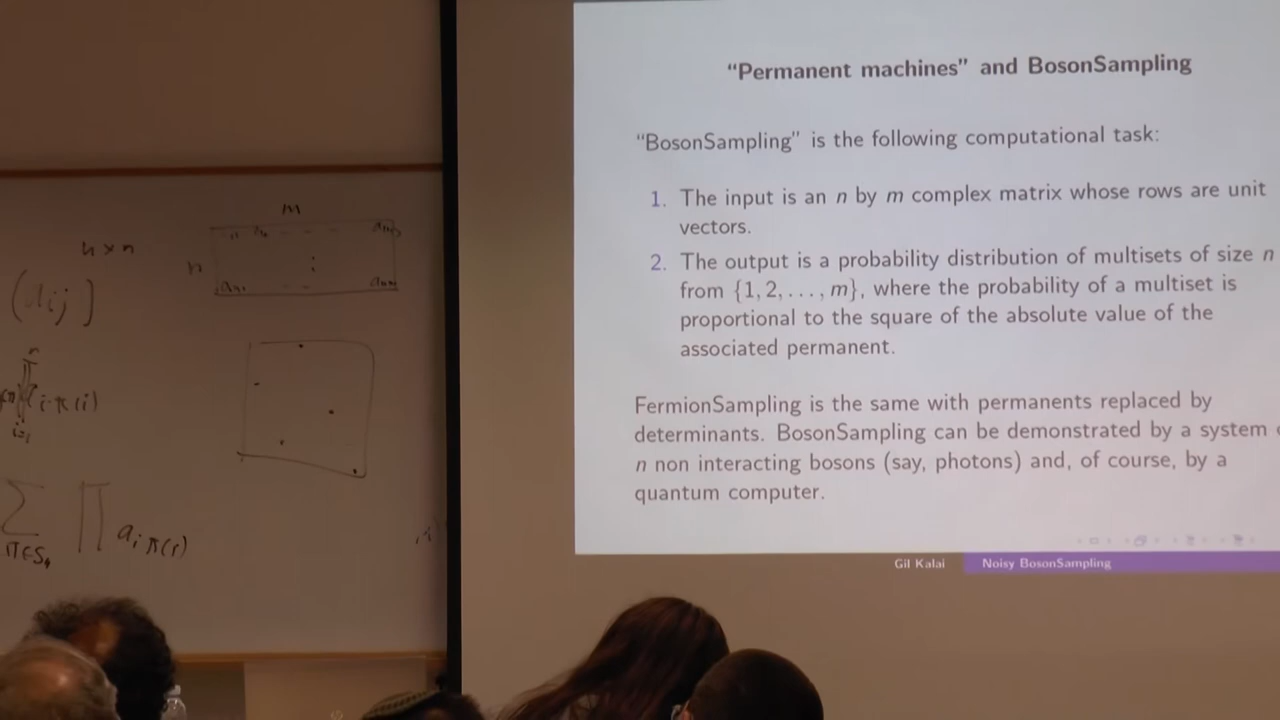 “Permanent machines” and BosonSampling
“BosonSampling” is the following computational task:
1. The input is an n by m complex matrix whose rows are unit
vectors.
2. The output is a probability distribution of multisets of size n
from {1, 2, . . . , m}, where the probability of a multiset is
proportional to the square of the absolute value of the
associated permanent.
FermionSampling is the same with permanents replaced by
determinants. BosonSampling can be demonstrated by a system
n non interacting bosons (say, photons) and, of course, by a
quantum computer.
Gil Kalai Noisy BosonSampling
n × n
(aij)
m
n
∑ ∏ a i π(i)